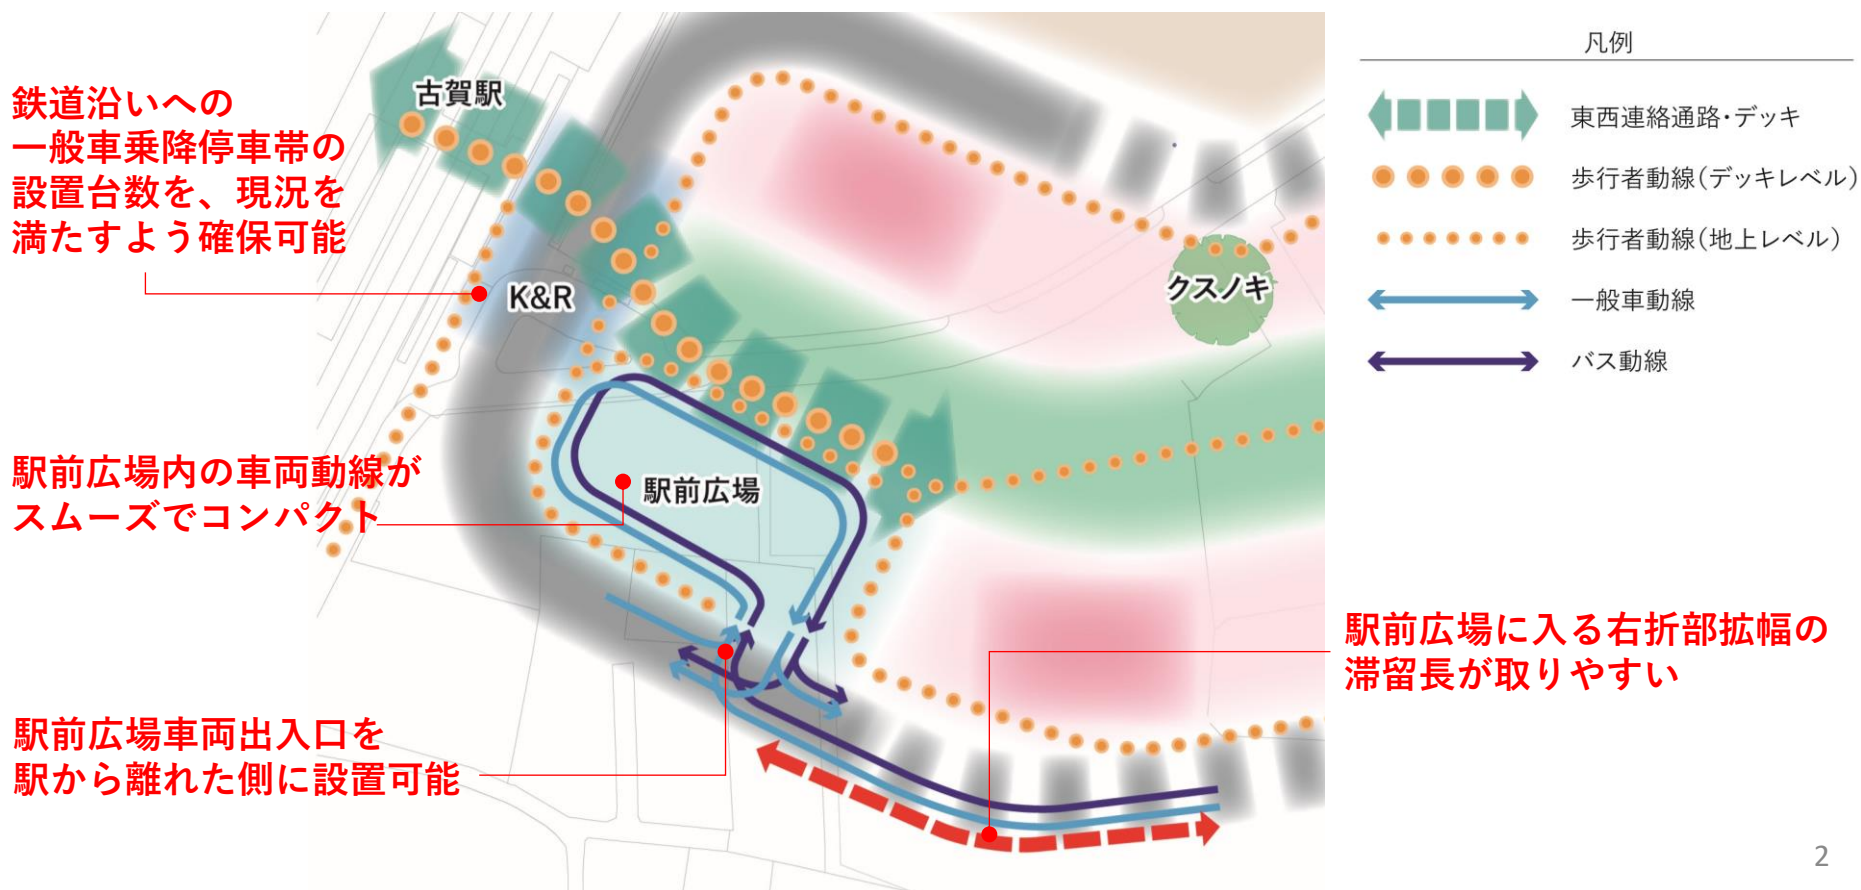 鉄道沿いへの
一般車乗降停車帯の
設置台数を、現況を
満たすよう確保可能
駅前広場内の車両動線が
スムーズでコンパクト
駅前広場車両出入口を
駅から離れた側に設置可能
古賀駅
K&R
駅前広場
クスノキ
凡例
東西連絡通路・デッキ
歩行者動線(デッキレベル)
歩行者動線(地上レベル)
一般車動線
バス動線
駅前広場に入る右折部拡幅の
滞留長が取りやすい
2